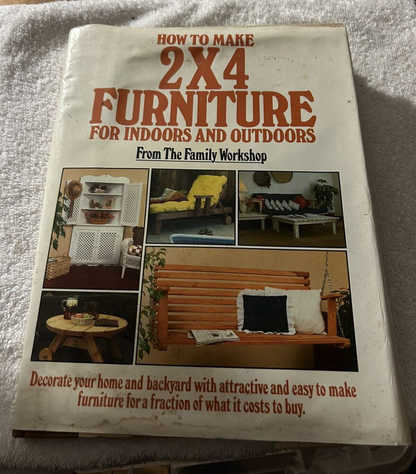 HOW TO MAKE
2X4
FURNITURE
FOR INDOORS AND OUTDOORS
From The Family Workshop
Decorate your home and backyard with attractive and easy to make
furniture for a fraction of what it costs to buy.